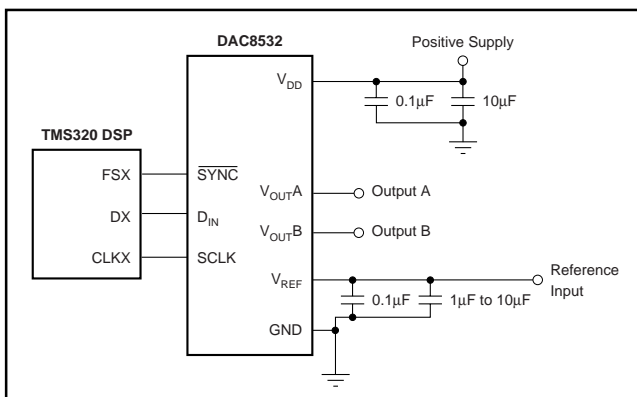 DAC8532
Positive Supply
V_DD
0.1µF
10µF
TMS320 DSP
FSX
SYNC
V_OUTA
Output A
DX
D_IN
V_OUTB
Output B
CLKX
SCLK
V_REF
Reference
Input
0.1µF
1µF to 10µF
GND